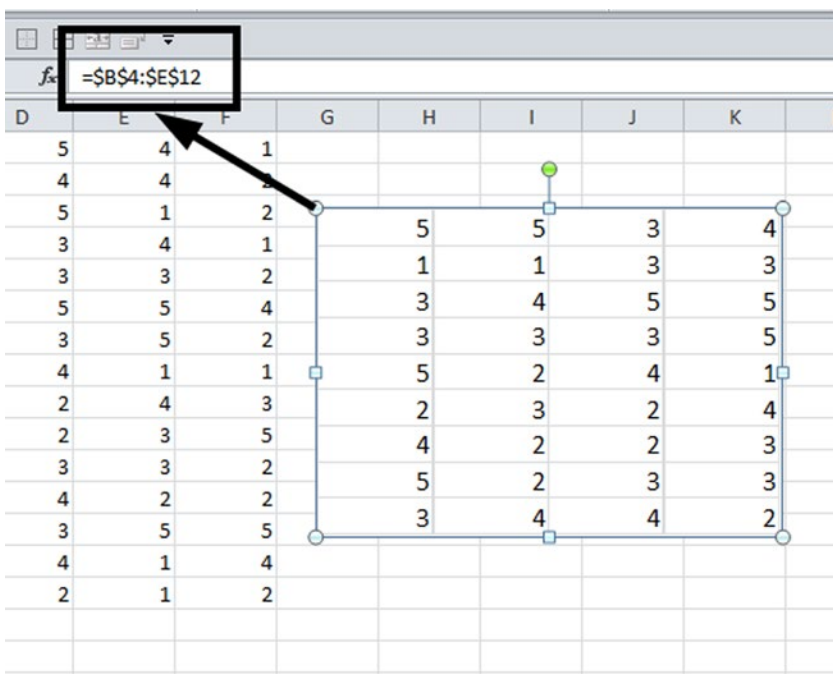 fx =$B$4:$E$12
D E F G H I J K
5 4 1
4 4
5 1 2
3 4 1
3 3 2
5 5 4
3 5 2
4 1 1
2 4 3
2 3 5
3 3 2
4 2 2
3 5 5
4 1 4
2 1 2
5 5 3 4
1 1 3 3
3 4 5 5
3 3 3 5
5 2 4 1
2 3 2 4
4 2 2 3
5 2 3 3
3 4 4 2